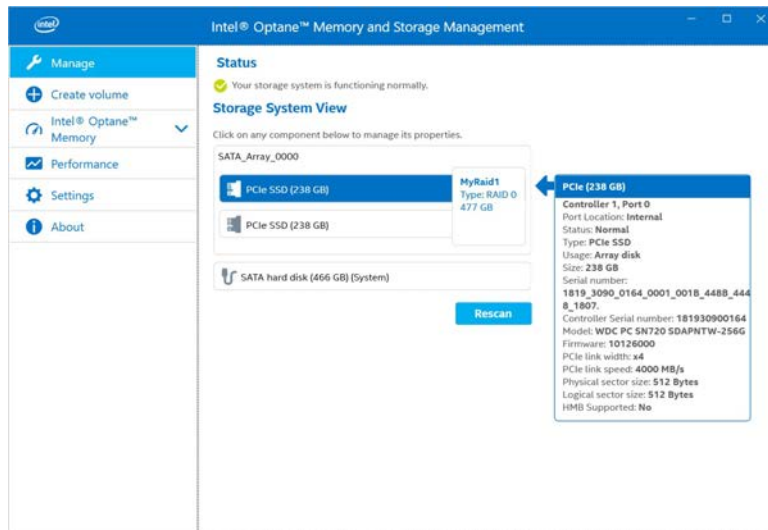 intel
Intel® Optane™ Memory and Storage Management
Manage
Create volume
Intel® Optane™
Memory
Performance
Settings
About
Status
Your storage system is functioning normally.
Storage System View
Click on any component below to manage its properties.
SATA_Array_0000
PCIe SSD (238 GB)
PCIe SSD (238 GB)
MyRaid1
Type: RAID 0
477 GB
SATA hard disk (466 GB) (System)
Rescan
PCIe (238 GB)
Controller 1, Port 0
Port Location: Internal
Status: Normal
Type: PCIe SSD
Usage: Array disk
Size: 238 GB
Serial number:
1819_3090_0164_0001_001B_448B_444
8_1807.
Controller Serial number: 181930900164
Model: WDC PC SN720 SDAPNTW-256G
Firmware: 10126000
PCIe link width: x4
PCIe link speed: 4000 MB/s
Physical sector size: 512 Bytes
Logical sector size: 512 Bytes
HMB Supported: No